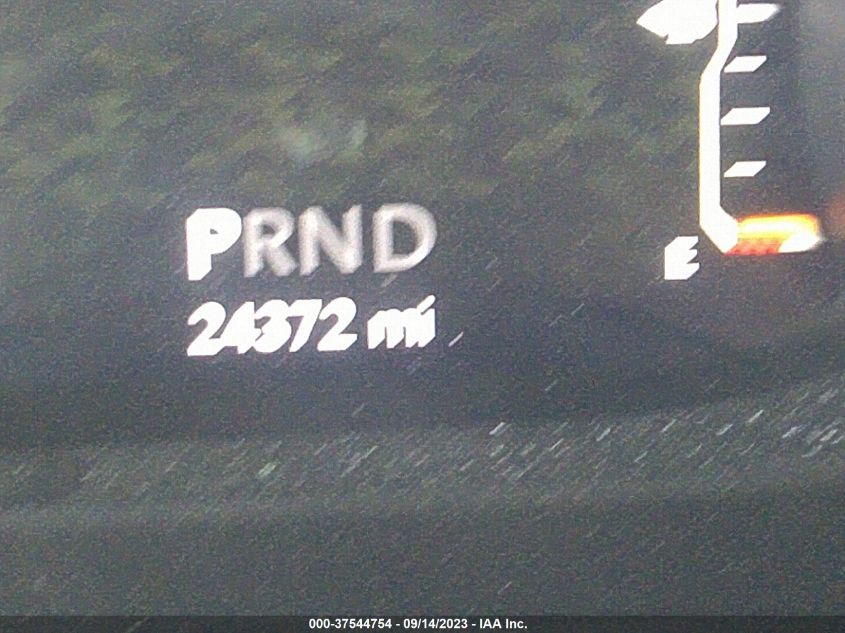 PRND
E
24372 mi
000-37544754 - 09/14/2023 - IAA Inc.